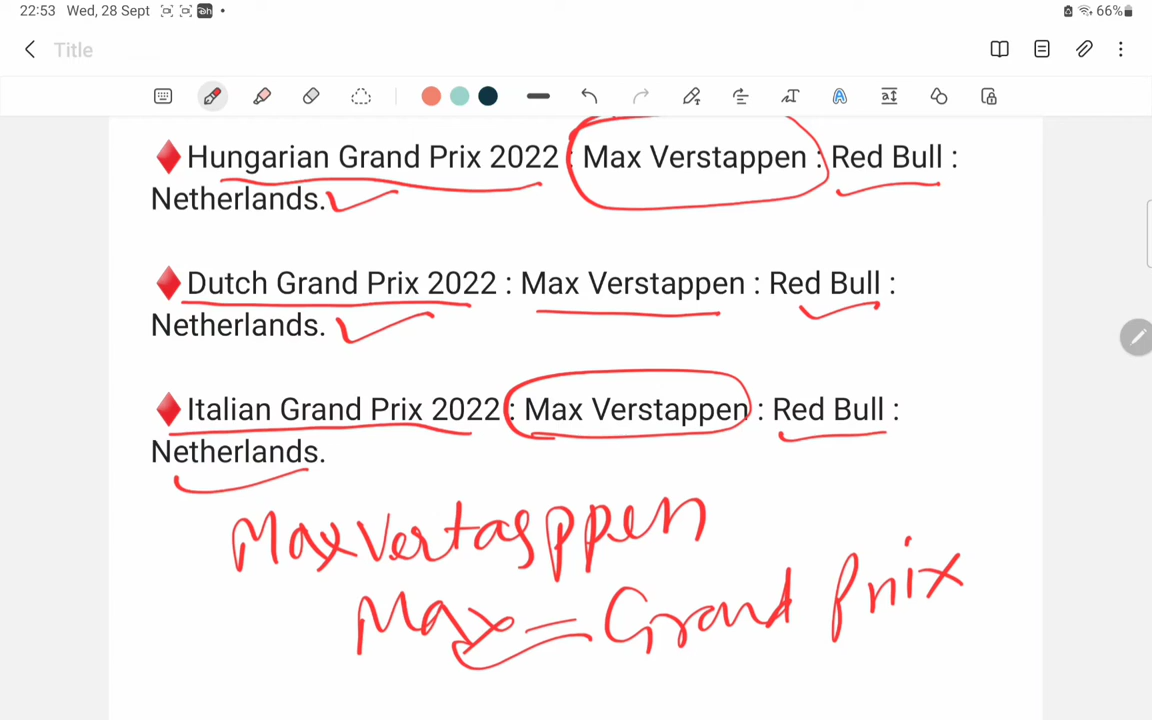 22:53 Wed, 28 Sept 66%
Title
Hungarian Grand Prix 2022 : Max Verstappen : Red Bull :
Netherlands.
Dutch Grand Prix 2022 : Max Verstappen : Red Bull :
Netherlands.
Italian Grand Prix 2022 : Max Verstappen : Red Bull :
Netherlands.
Max Vertasppen
Max = Grand Prix